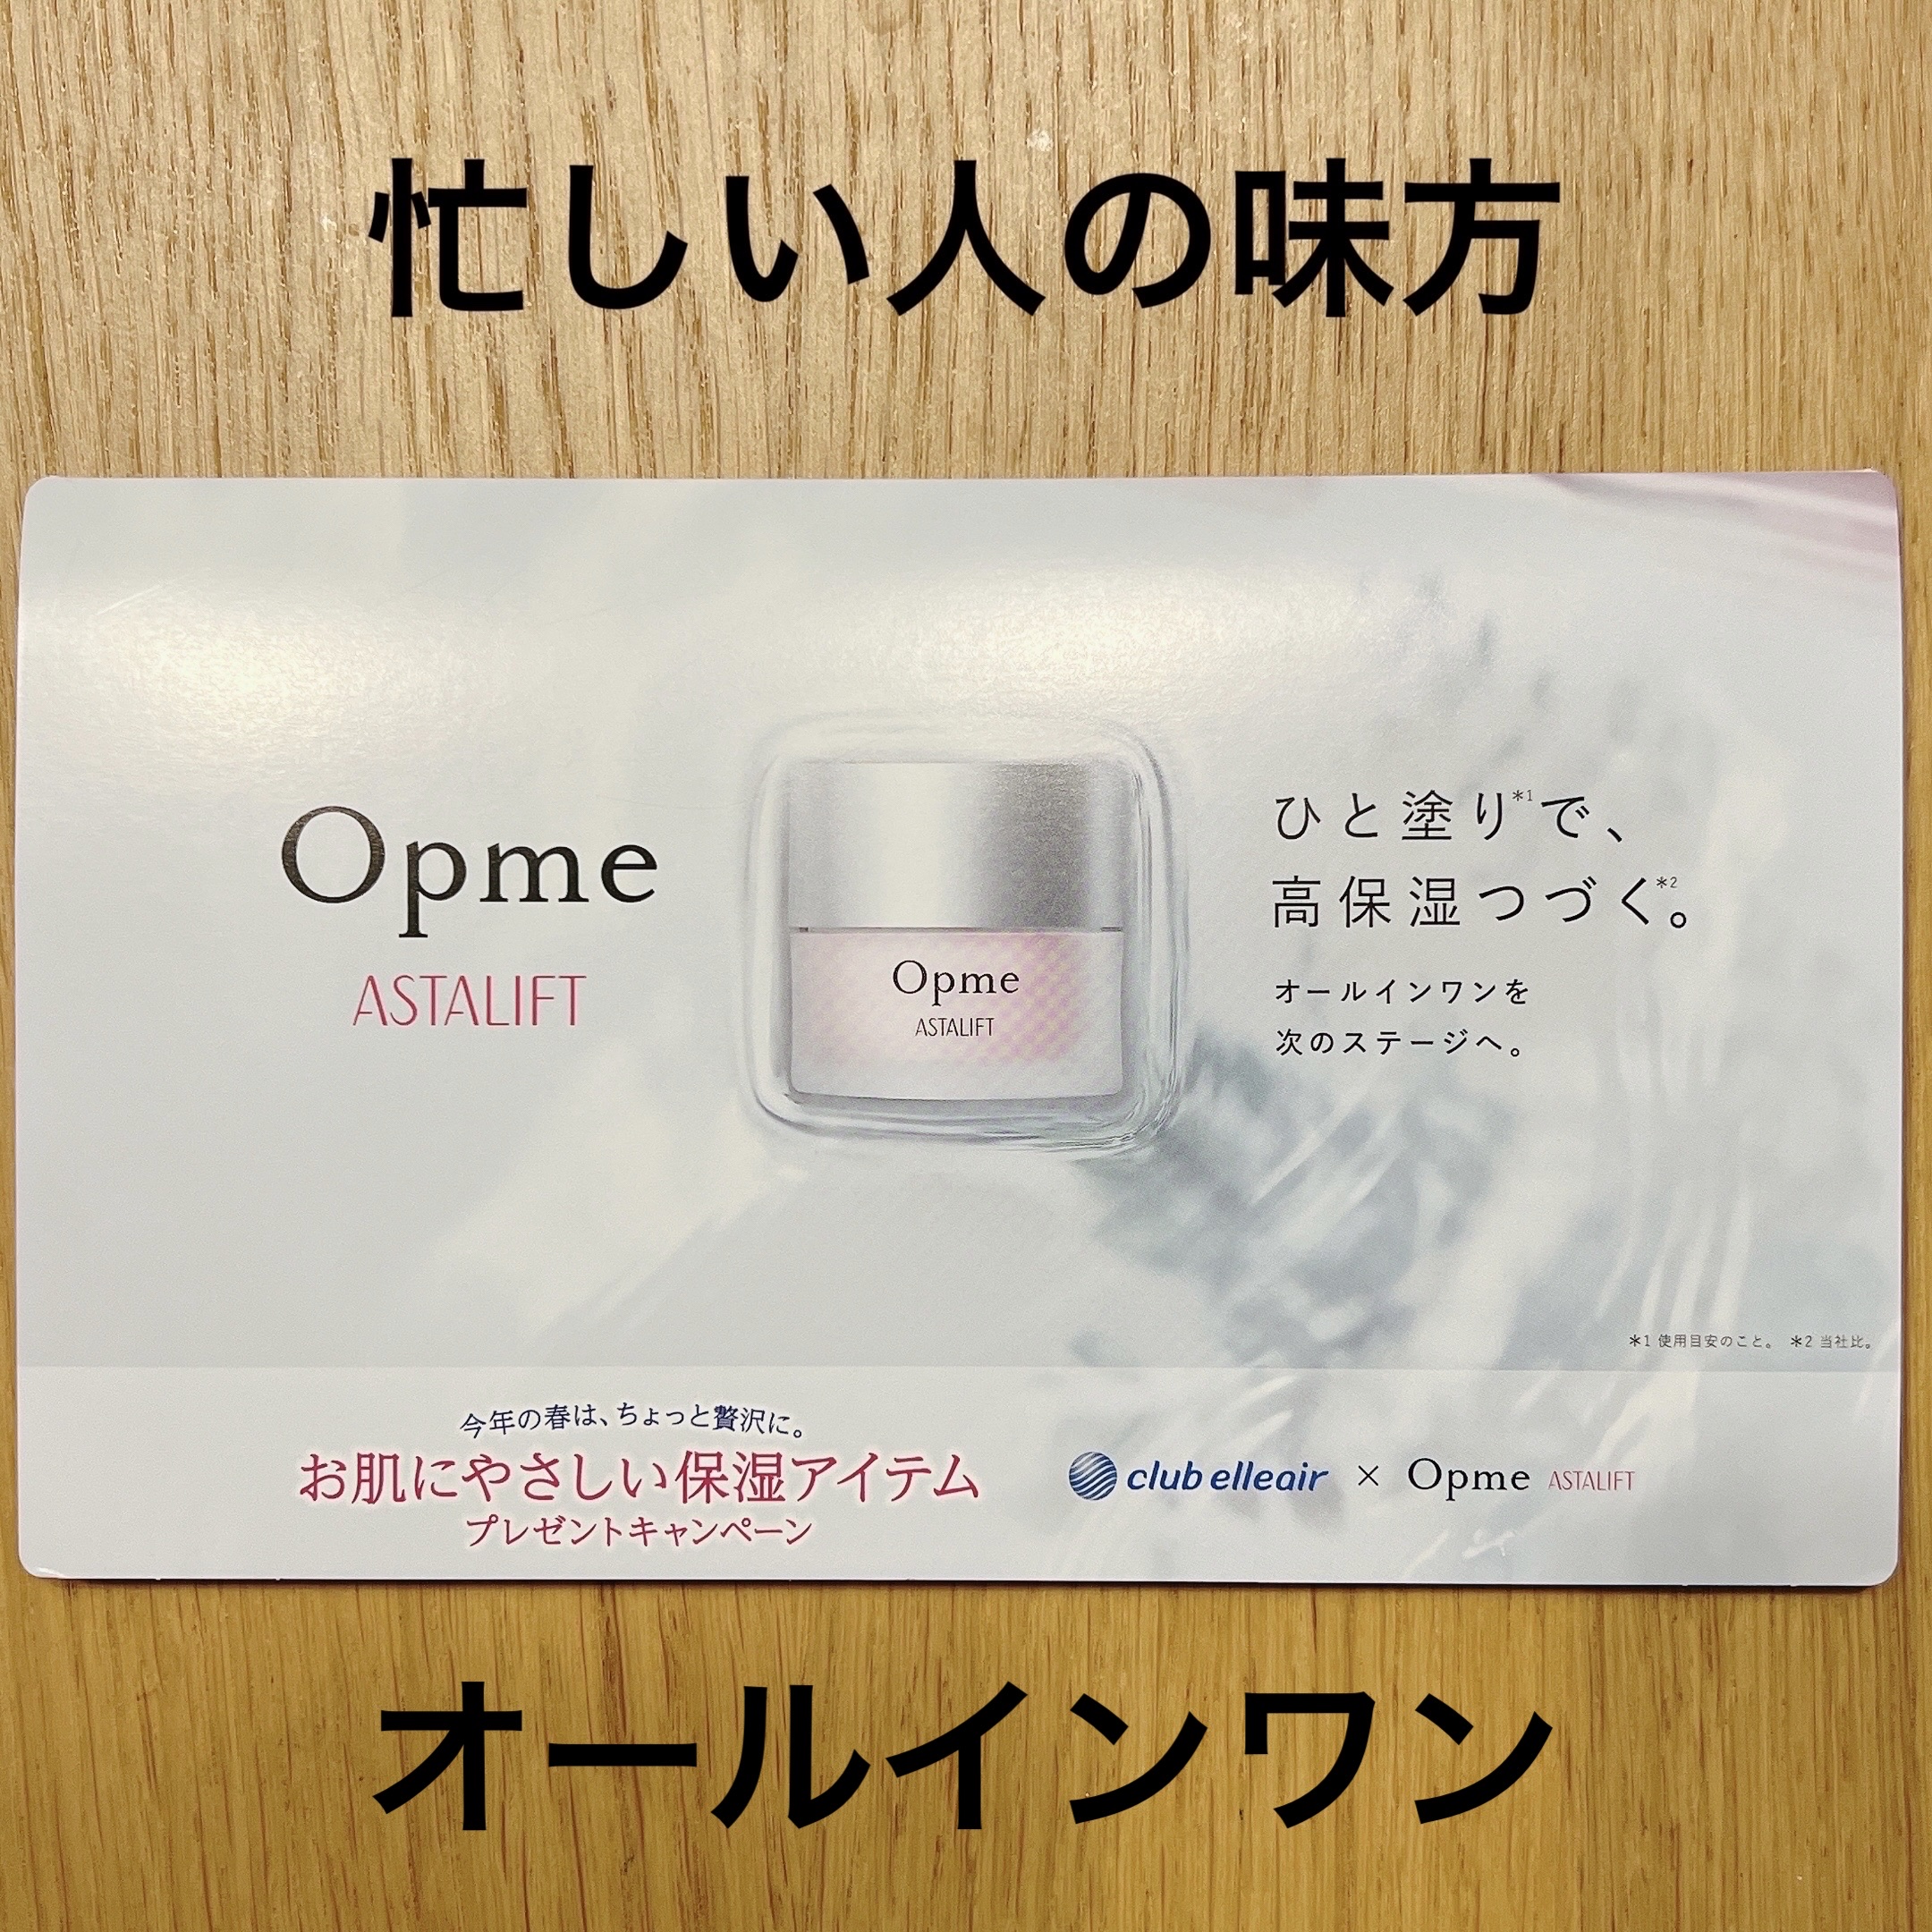 忙しい人の味方
Opme
ASTALIFT
Opme
ASTALIFT
ひと塗り*1で、
高保湿つづく*2。
オールインワンを
次のステージへ。
*1 使用目安のこと。 *2 当社比。
今年の春は、ちょっと贅沢に。
お肌にやさしい保湿アイテム
プレゼントキャンペーン
club elleair × Opme ASTALIFT
オールインワン